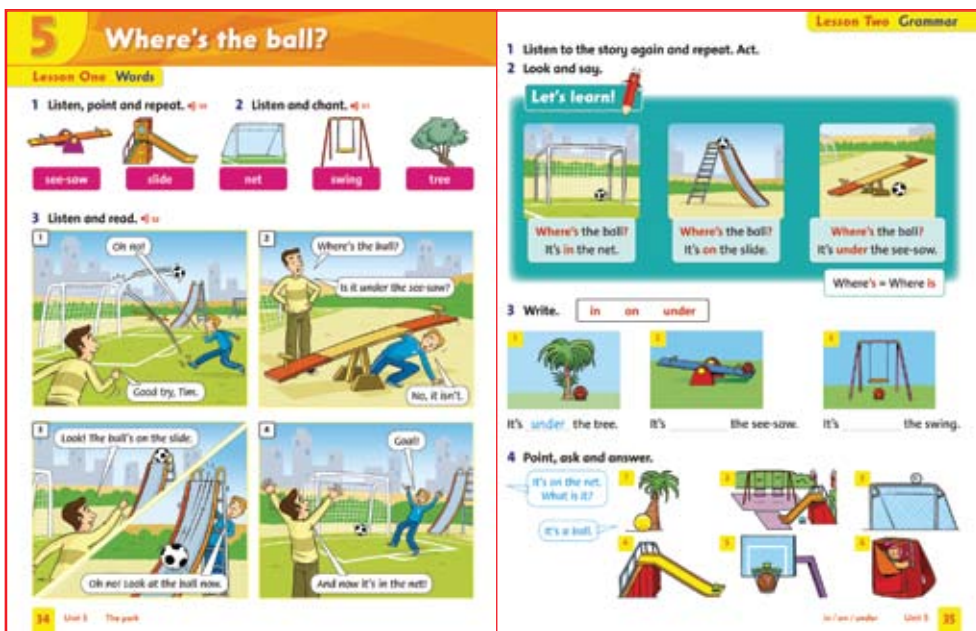 5
Where's the ball?
Lesson One Words
1 Listen, point and repeat.
2 Listen and chant.
see-saw
slide
net
swing
tree
3 Listen and read.
1
Oh no!
Good try, Tim.
2
Where's the ball?
Is it under the see-saw?
No, it isn't.
3
Look! The ball's on the slide.
Oh no! Look at the ball now.
4
Goal!
And now it's in the net!
34 Unit 5 The park
Lesson Two Grammar
1 Listen to the story again and repeat. Act.
2 Look and say.
Let's learn!
Where's the ball?
It's in the net.
Where's the ball?
It's on the slide.
Where's the ball?
It's under the see-saw.
Where's = Where is
3 Write.
in on under
1
It's under the tree.
2
It's ________ the see-saw.
3
It's ________ the swing.
4 Point, ask and answer.
It's on the net.
What is it?
It's a ball.
in / on / under Unit 5 35